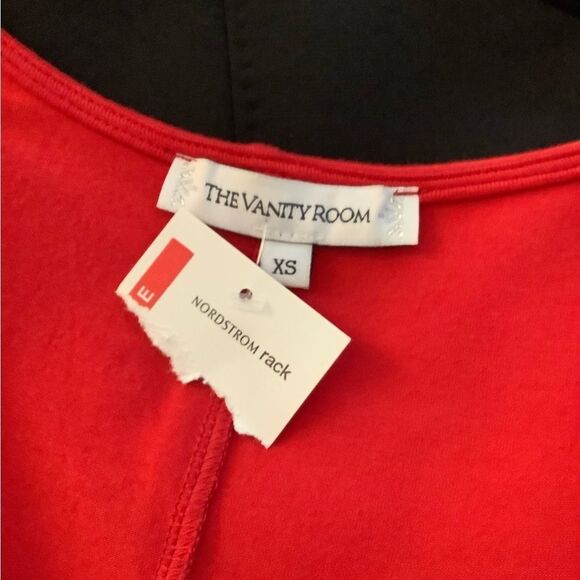 THE VANITY ROOM
XS
E
NORDSTROM rack